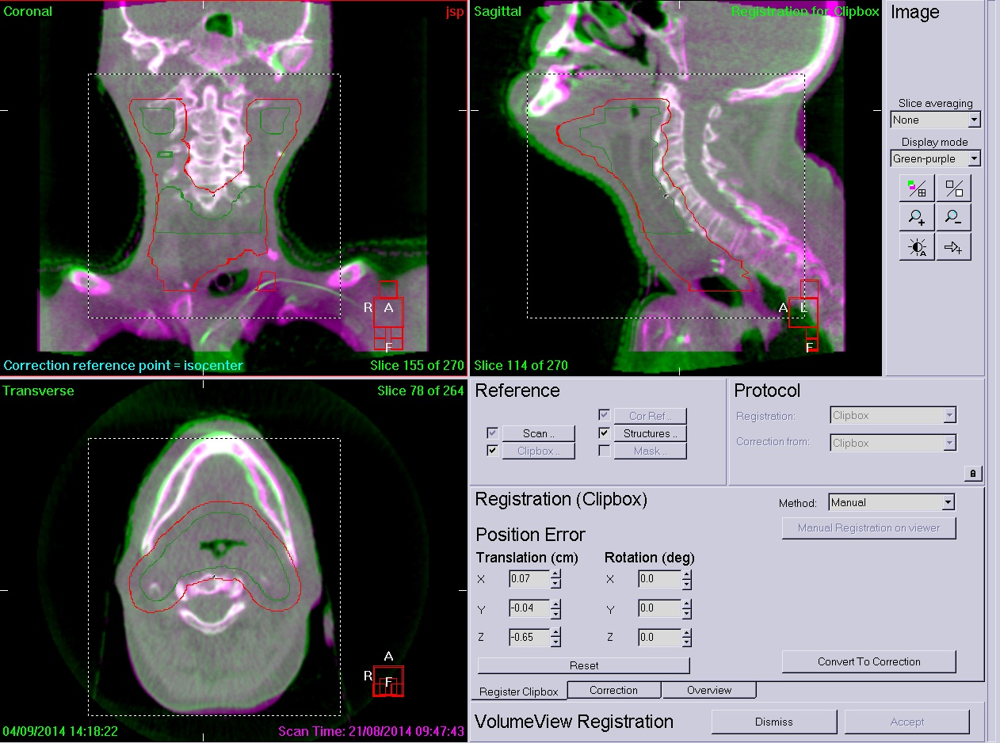 Coronal
jsp
Sagittal
Registration for Clipbox
Image
Slice averaging
None
Display mode
Green-purple
A
R A
F
A L
F
Correction reference point = isocenter
Slice 155 of 270
Slice 114 of 270
Transverse
Slice 78 of 264
Reference
Cor Ref ..
Scan ..
Structures ..
Clipbox ..
Mask ..
Protocol
Registration: Clipbox
Correction from: Clipbox
Registration (Clipbox)
Method: Manual
Manual Registration on viewer
Position Error
Translation (cm) Rotation (deg)
X 0.07 X 0.0
Y -0.04 Y 0.0
Z -0.65 Z 0.0
Reset
Convert To Correction
Register Clipbox Correction Overview
A
R F
04/09/2014 14:18:22
Scan Time: 21/08/2014 09:47:43
VolumeView Registration
Dismiss
Accept